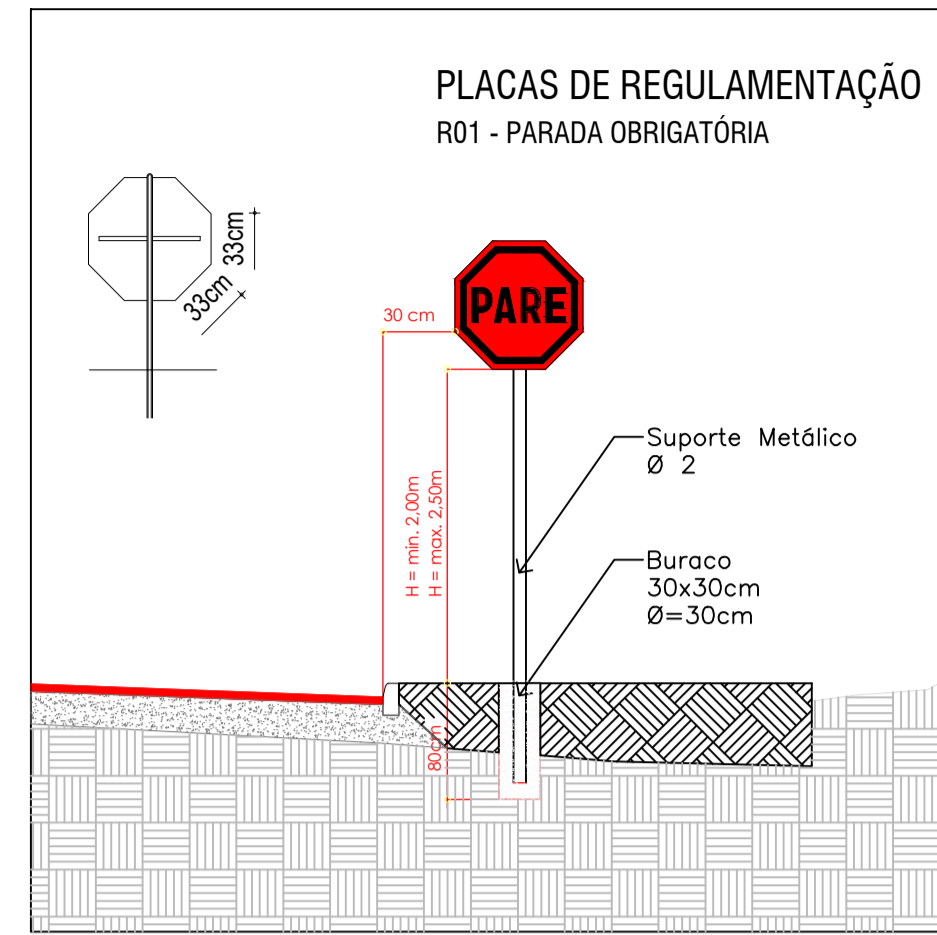 PLACAS DE REGULAMENTAÇÃO
R01 - PARADA OBRIGATÓRIA
33cm
33cm
PARE
30 cm
Suporte Metálico
Ø 2
H = min. 2,00m
H = max. 2,50m
Buraco
30x30cm
Ø=30cm
80cm